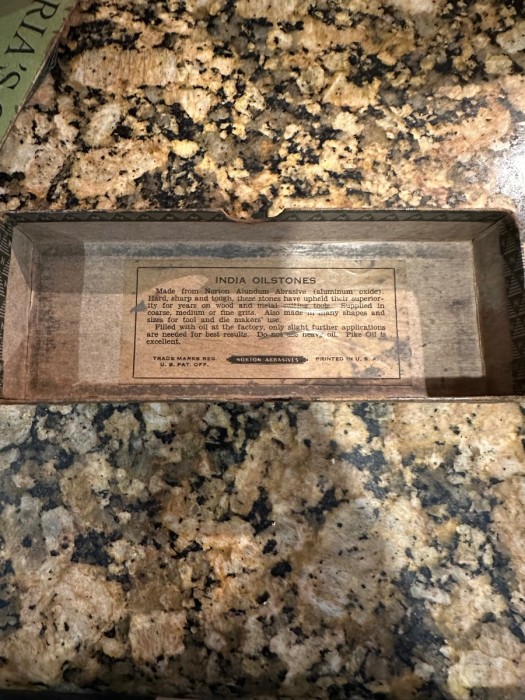 RIA'S
INDIA OILSTONES
Made from Norton Alundum Abrasive (aluminum oxide).
Hard, sharp and tough, these stones have upheld their superior-
ity for years on wood and metal cutting tools. Supplied in
coarse, medium or fine grits. Also made in many shapes and
sizes for tool and die makers' use.
Filled with oil at the factory, only slight further applications
are needed for best results. Do not use heavy oil. Pike Oil is
excellent.
TRADE MARKS REG.
U. S. PAT. OFF.
NORTON ABRASIVES
PRINTED IN U. S. A.